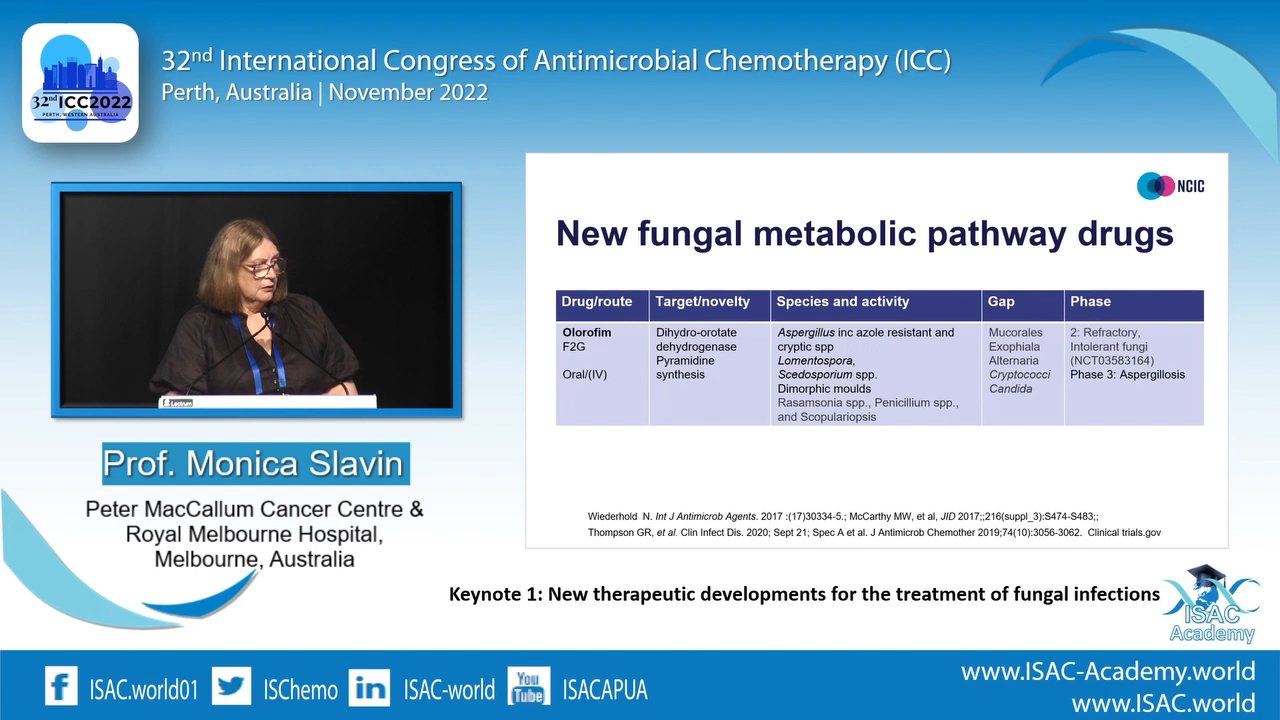 32nd International Congress of Antimicrobial Chemotherapy (ICC)
Perth, Australia | November 2022
32nd ICC2022
PERTH, WESTERN AUSTRALIA
NCIC
New fungal metabolic pathway drugs
Drug/route Target/novelty Species and activity Gap Phase
Olorofim Dihydro-orotate Aspergillus inc azole resistant and Mucorales 2: Refractory,
F2G dehydrogenase cryptic spp Exophiala Intolerant fungi
Pyramidine Lomentospora, Alternaria (NCT03583164)
Oral/(IV) synthesis Scedosporium spp. Cryptococci Phase 3: Aspergillosis
Dimorphic moulds Candida
Rasamsonia spp., Penicillium spp.,
and Scopulariopsis
Wiederhold N. Int J Antimicrob Agents. 2017 :(17)30334-5.; McCarthy MW, et al, JID 2017;;216(suppl_3):S474-S483;;
Thompson GR, et al. Clin Infect Dis. 2020; Sept 21; Spec A et al. J Antimicrob Chemother 2019;74(10):3056-3062. Clinical trials.gov
Lectrum
Prof. Monica Slavin
Peter MacCallum Cancer Centre &
Royal Melbourne Hospital,
Melbourne, Australia
Keynote 1: New therapeutic developments for the treatment of fungal infections
ISAC
Academy
f ISAC.world01 ISChemo in ISAC-world You Tube ISACAPUA
www.ISAC-Academy.world
www.ISAC.world